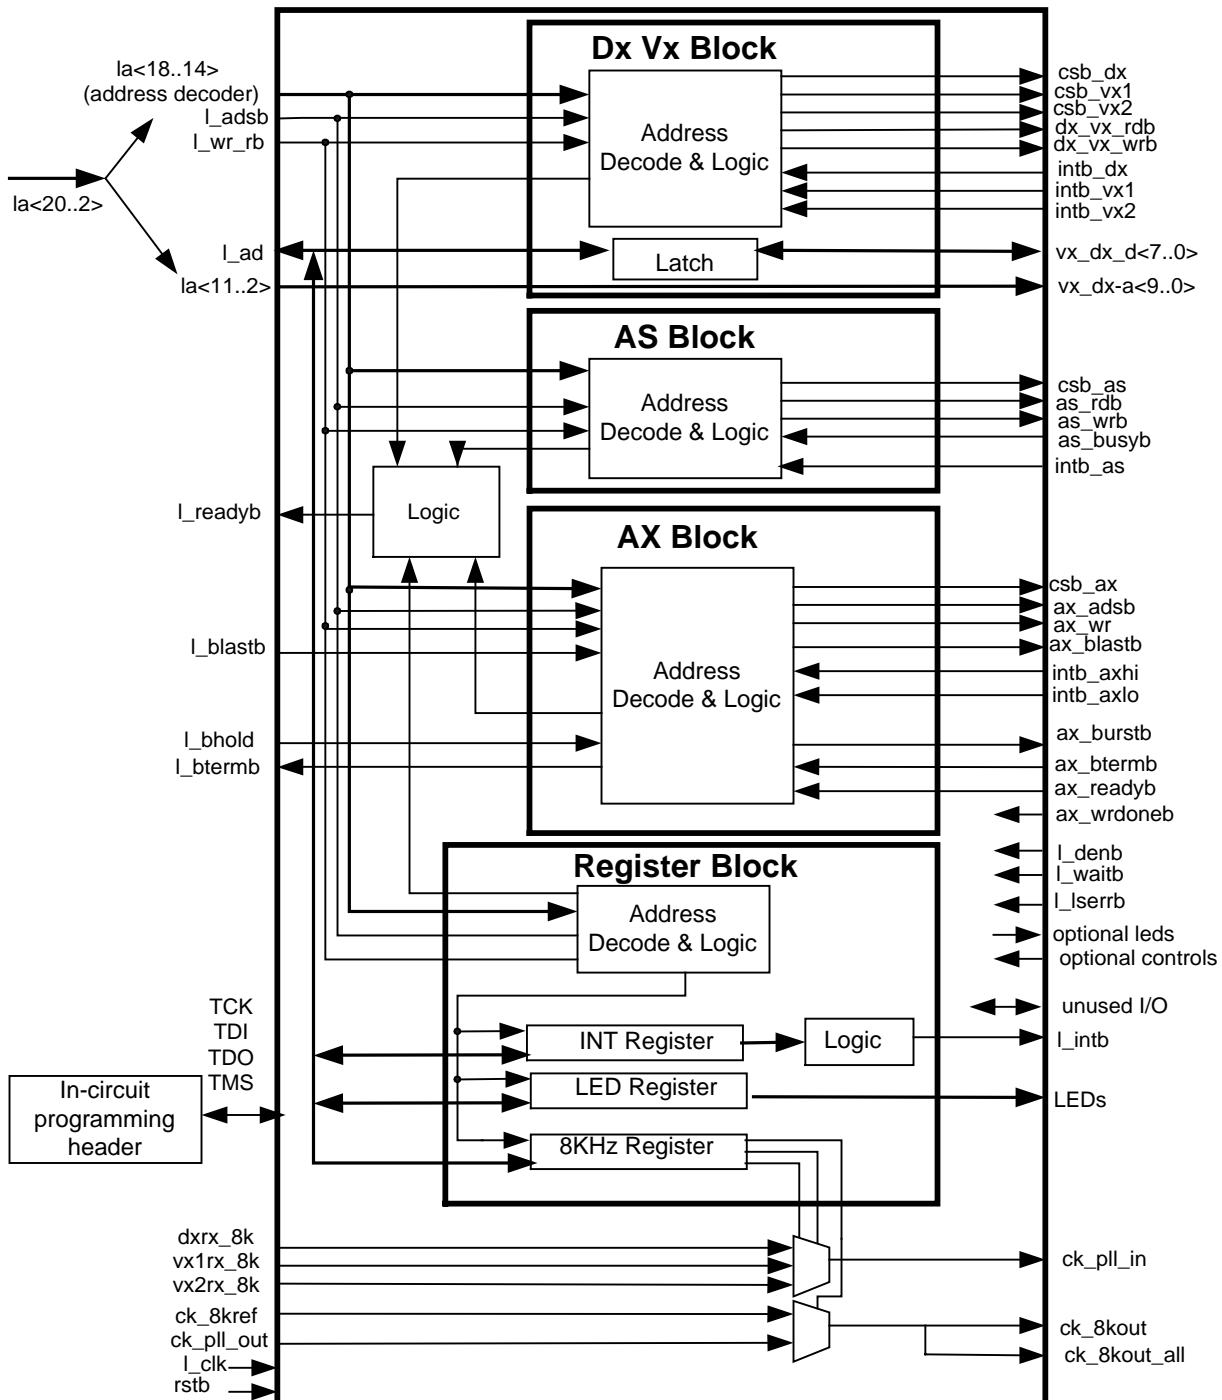 Dx Vx Block
la<18..14>
(address decoder)
l_adsb
l_wr_rb
la<20..2>
l_ad
la<11..2>
Address
Decode & Logic
Latch
csb_dx
csb_vx1
csb_vx2
dx_vx_rdb
dx_vx_wrb
intb_dx
intb_vx1
intb_vx2
vx_dx_d<7..0>
vx_dx-a<9..0>
AS Block
Address
Decode & Logic
csb_as
as_rdb
as_wrb
as_busyb
intb_as
Logic
l_readyb
AX Block
Address
Decode & Logic
l_blastb
l_bhold
l_btermb
csb_ax
ax_adsb
ax_wr
ax_blastb
intb_axhi
intb_axlo
ax_burstb
ax_btermb
ax_readyb
ax_wrdoneb
l_denb
l_waitb
l_lserrb
optional leds
optional controls
unused I/O
l_intb
LEDs
Register Block
Address
Decode & Logic
INT Register
Logic
LED Register
8KHz Register
TCK
TDI
TDO
TMS
In-circuit
programming
header
dxrx_8k
vx1rx_8k
vx2rx_8k
ck_8kref
ck_pll_out
l_clk
rstb
ck_pll_in
ck_8kout
ck_8kout_all